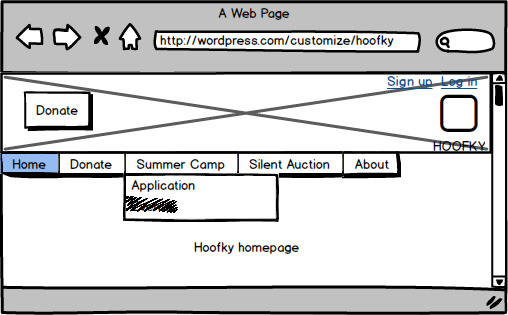 A Web Page
http://wordpress.com/customize/hoofky
Sign up Log in
Donate
HOOFKY
Home Donate Summer Camp Silent Auction About
Application
Hoofky homepage